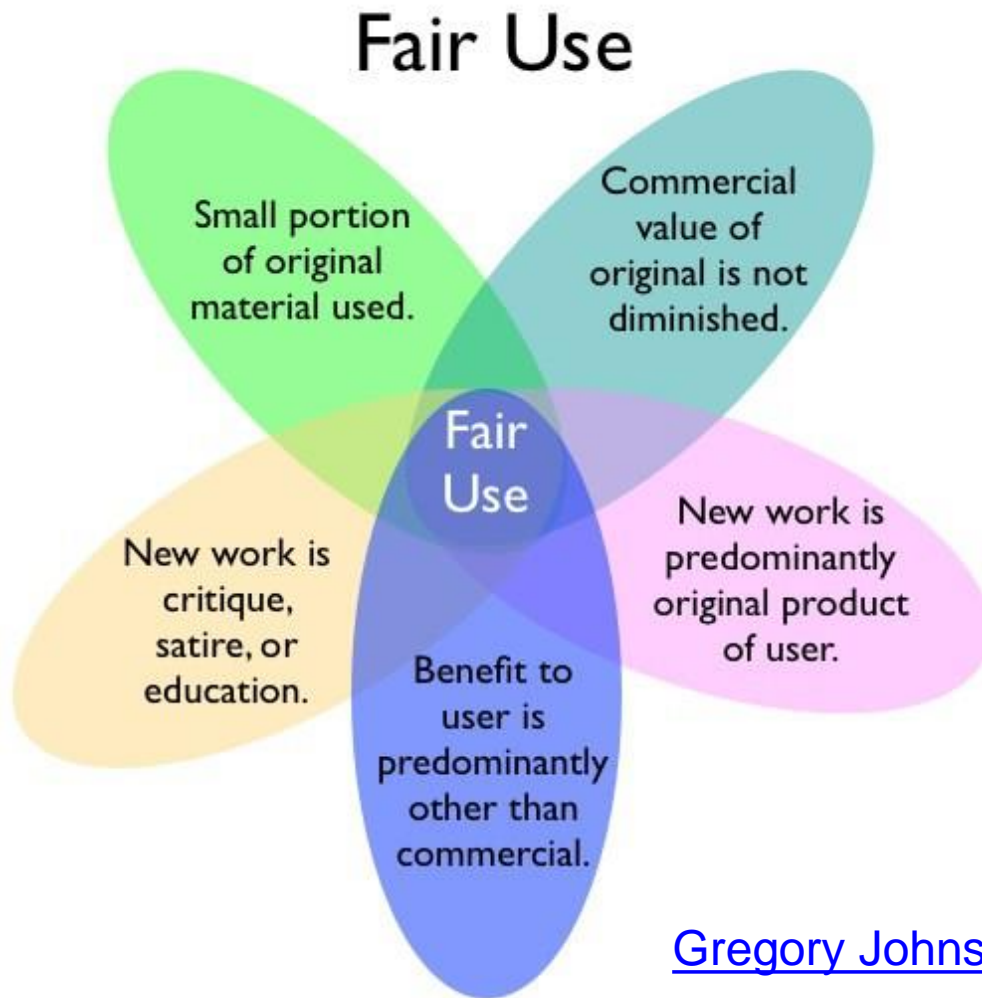 Fair Use
Small portion
of original
material used.
Commercial
value of
original is not
diminished.
Fair
Use
New work is
critique,
satire, or
education.
Benefit to
user is
predominantly
other than
commercial.
New work is
predominantly
original product
of user.
Gregory Johns